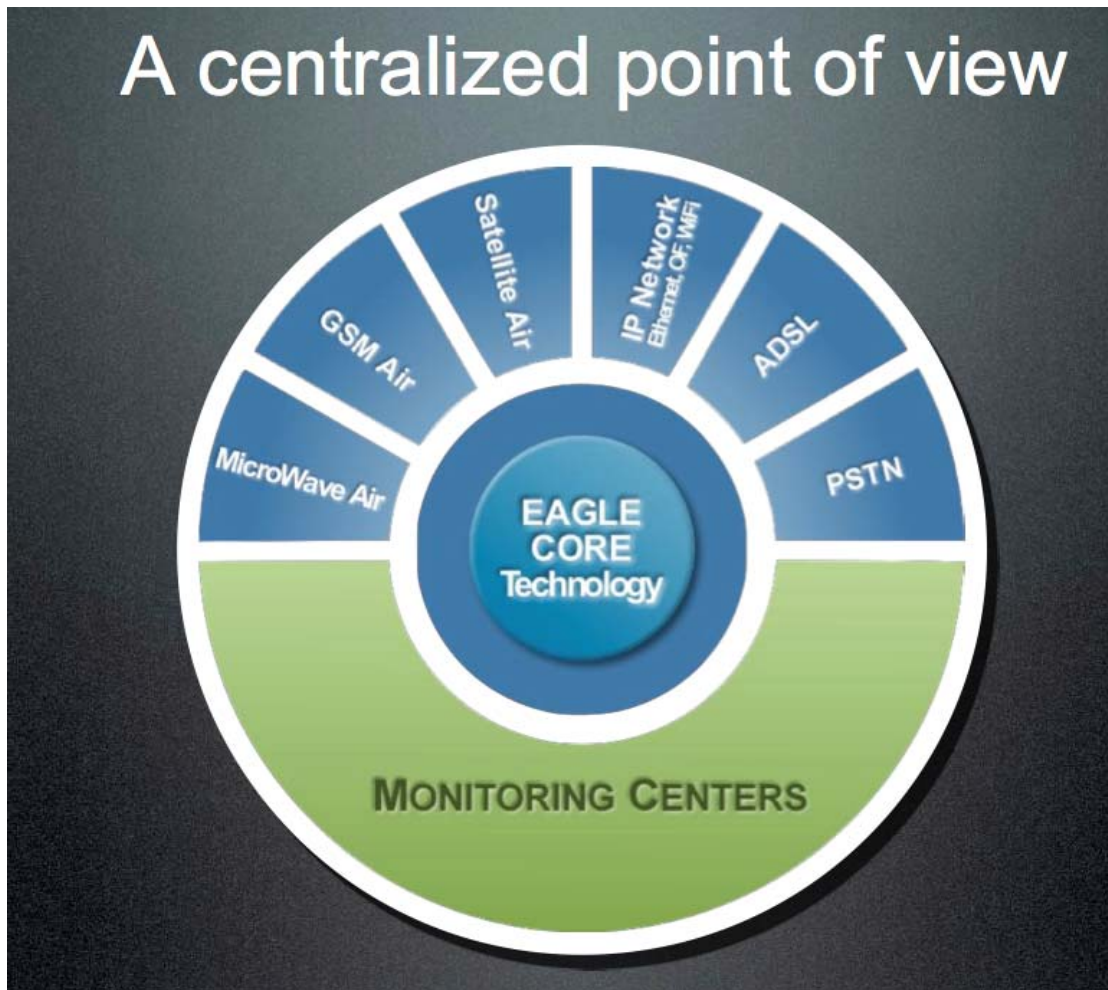 A centralized point of view
MicroWave Air
GSM Air
Satellite Air
IP Network
Ethernet, OF, WiFi
ADSL
PSTN
EAGLE
CORE
Technology
MONITORING CENTERS